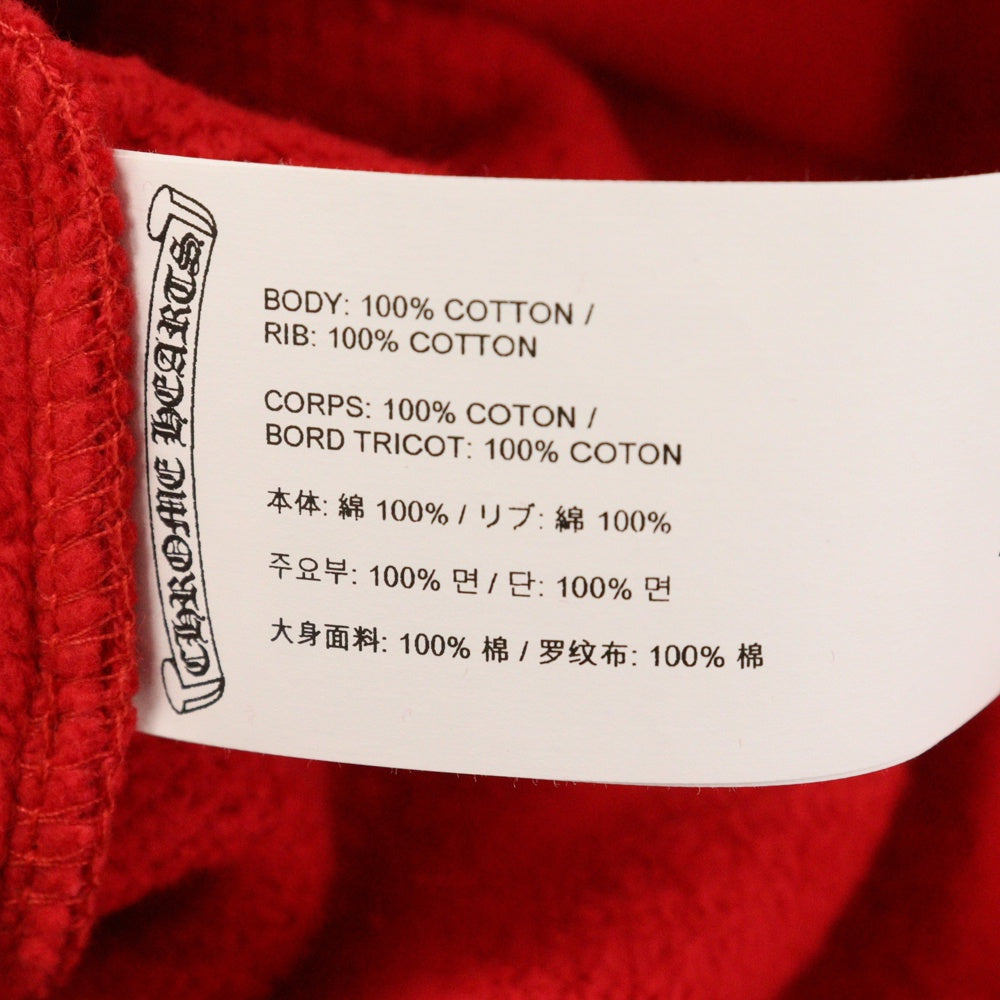 CHROME HEARTS
BODY: 100% COTTON /
RIB: 100% COTTON
CORPS: 100% COTON /
BORD TRICOT: 100% COTON
本体: 綿 100% / リブ: 綿 100%
주요부: 100% 면 / 단: 100% 면
大身面料: 100% 棉 / 罗纹布: 100% 棉